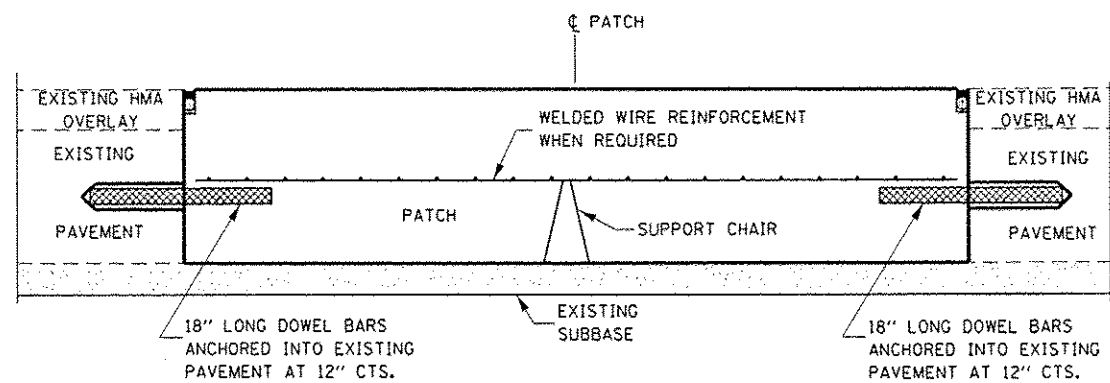 ℄ PATCH
EXISTING HMA
OVERLAY
EXISTING
PAVEMENT
WELDED WIRE REINFORCEMENT
WHEN REQUIRED
PATCH
SUPPORT CHAIR
EXISTING HMA
OVERLAY
EXISTING
PAVEMENT
18" LONG DOWEL BARS
ANCHORED INTO EXISTING
PAVEMENT AT 12" CTS.
EXISTING
SUBBASE
18" LONG DOWEL BARS
ANCHORED INTO EXISTING
PAVEMENT AT 12" CTS.